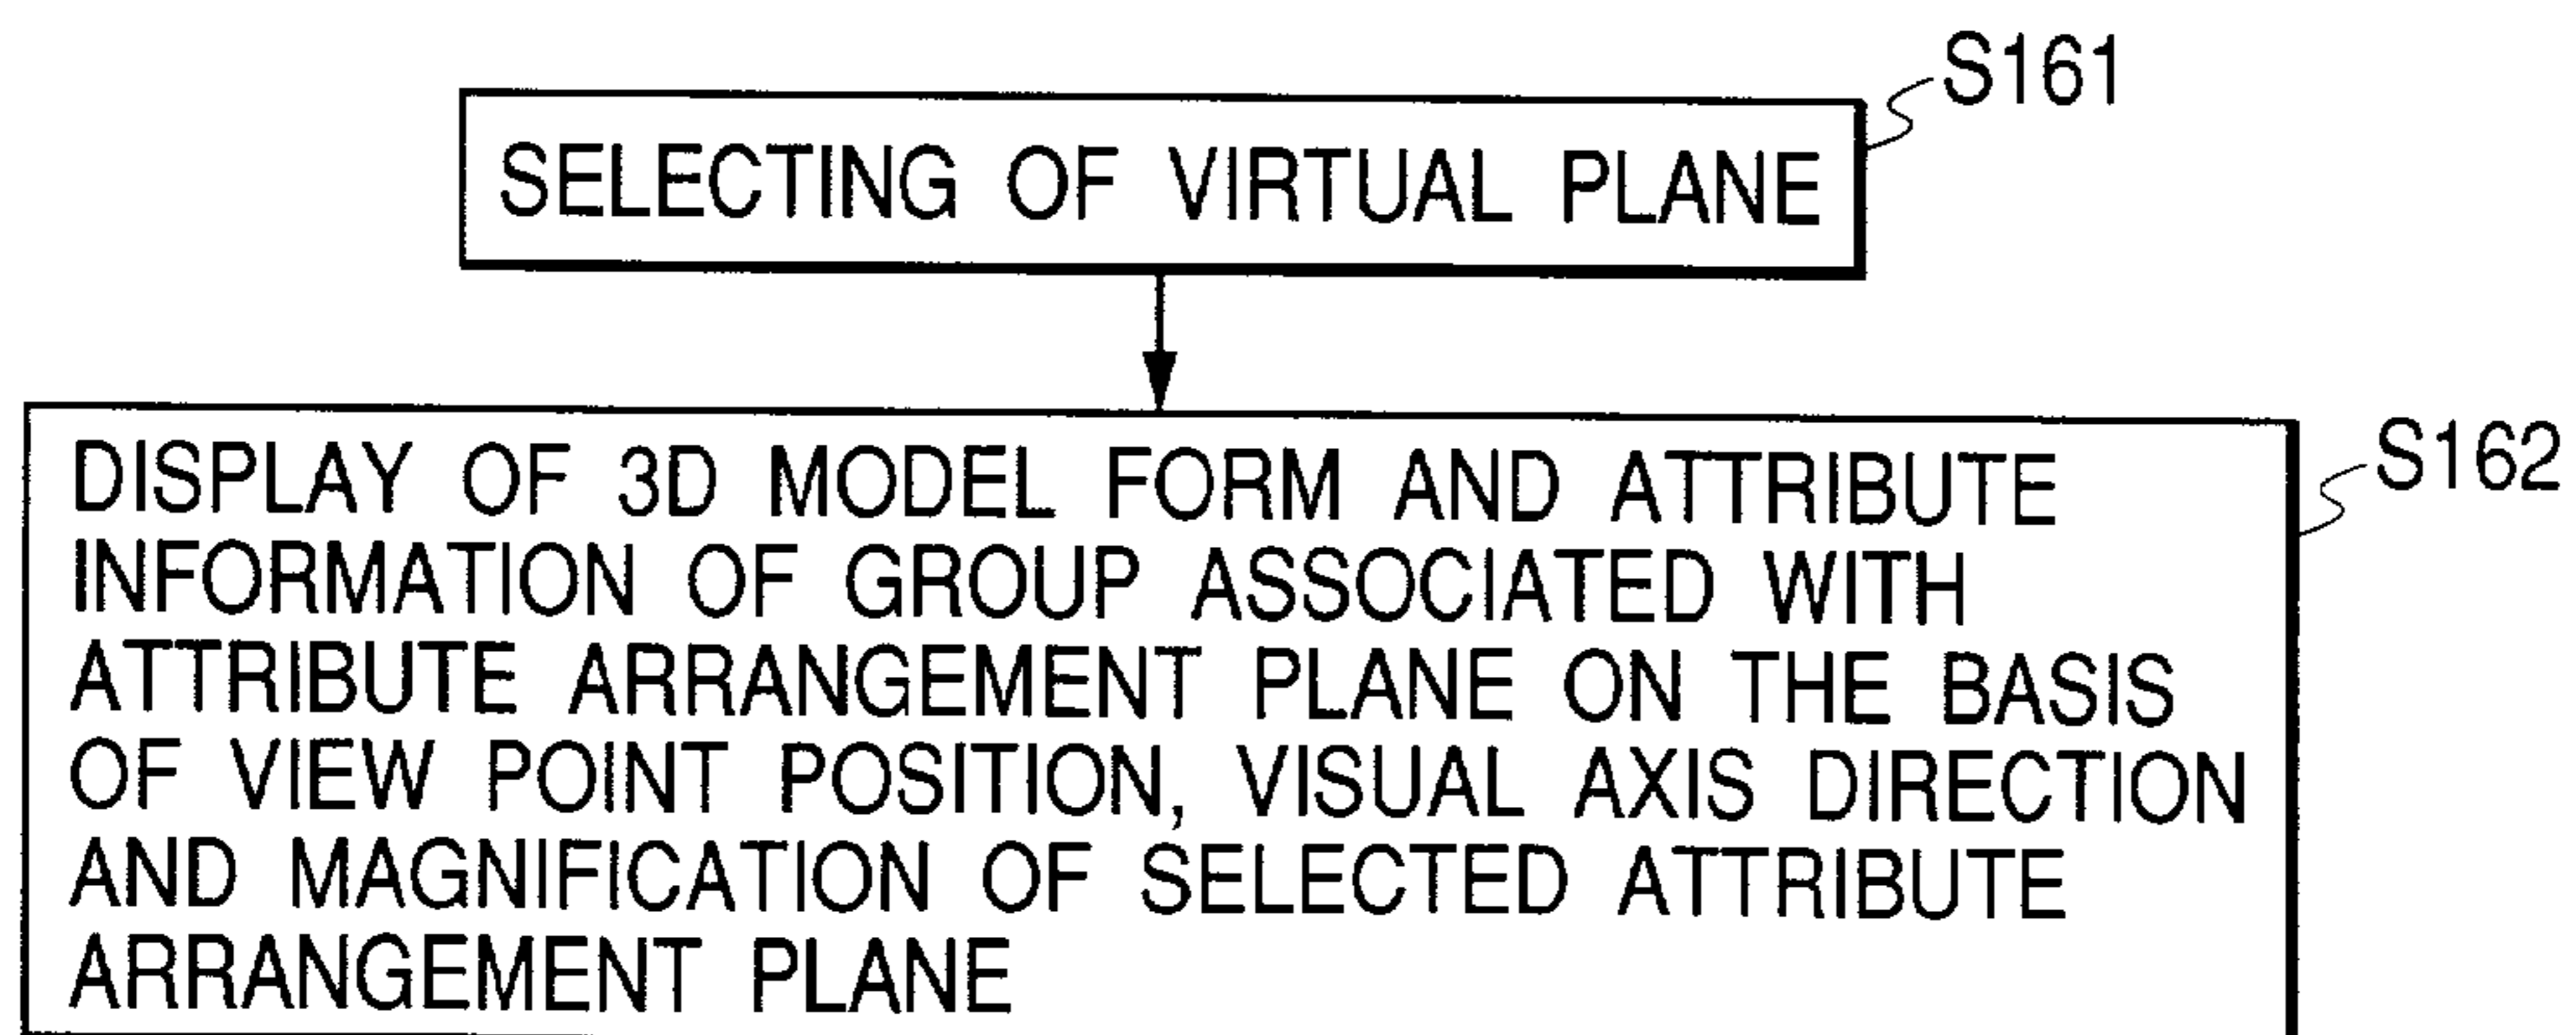 S161
SELECTING OF VIRTUAL PLANE
S162
DISPLAY OF 3D MODEL FORM AND ATTRIBUTE
INFORMATION OF GROUP ASSOCIATED WITH
ATTRIBUTE ARRANGEMENT PLANE ON THE BASIS
OF VIEW POINT POSITION, VISUAL AXIS DIRECTION
AND MAGNIFICATION OF SELECTED ATTRIBUTE
ARRANGEMENT PLANE